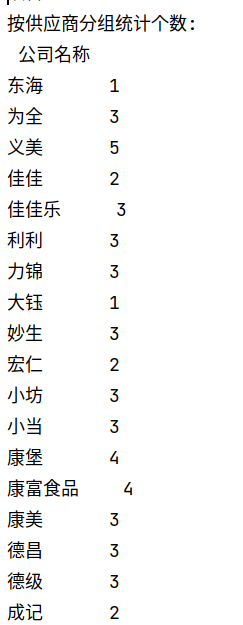 按供应商分组统计个数:
公司名称
东海 1
为全 3
义美 5
佳佳 2
佳佳乐 3
利利 3
力锦 3
大钰 1
妙生 3
宏仁 2
小坊 3
小当 3
康堡 4
康富食品 4
康美 3
德昌 3
德级 3
成记 2